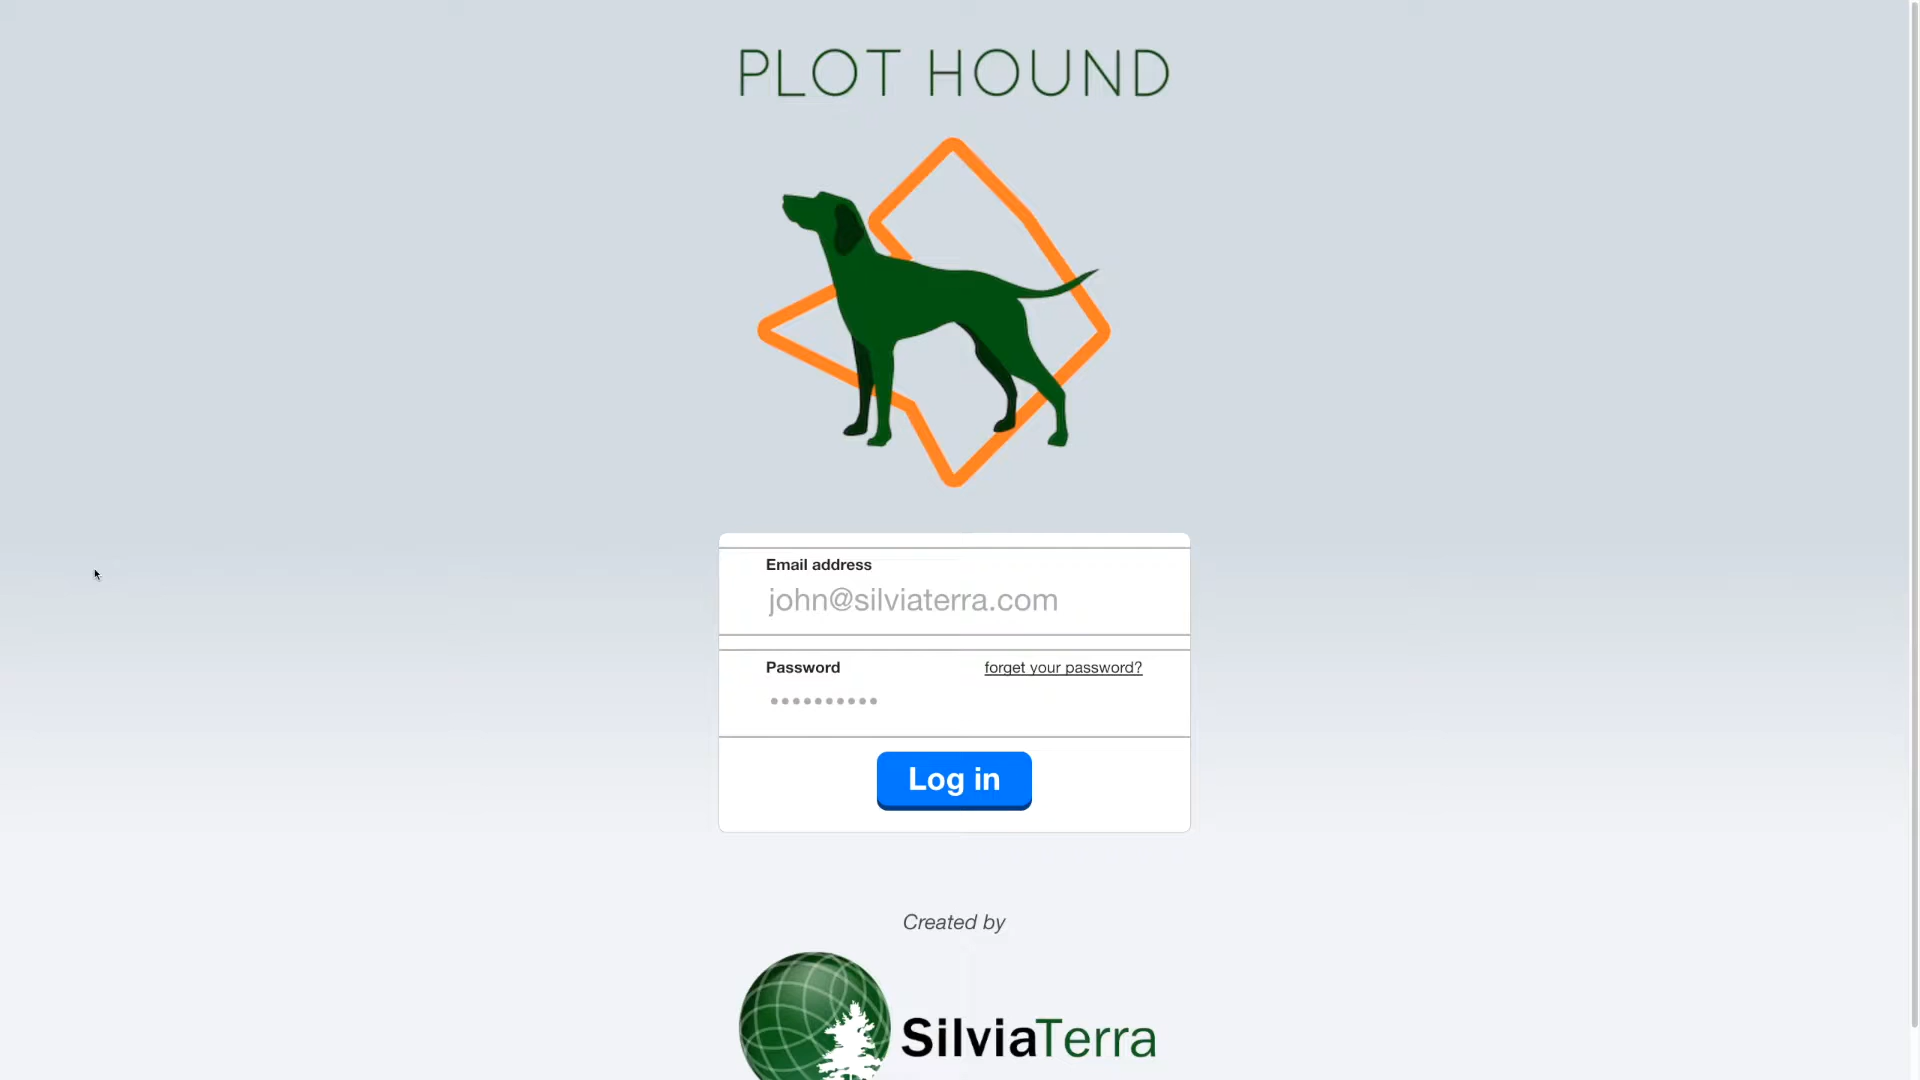 PLOT HOUND
Email address
john@silviaterra.com
Password forget your password?
Log in
Created by
SilviaTerra